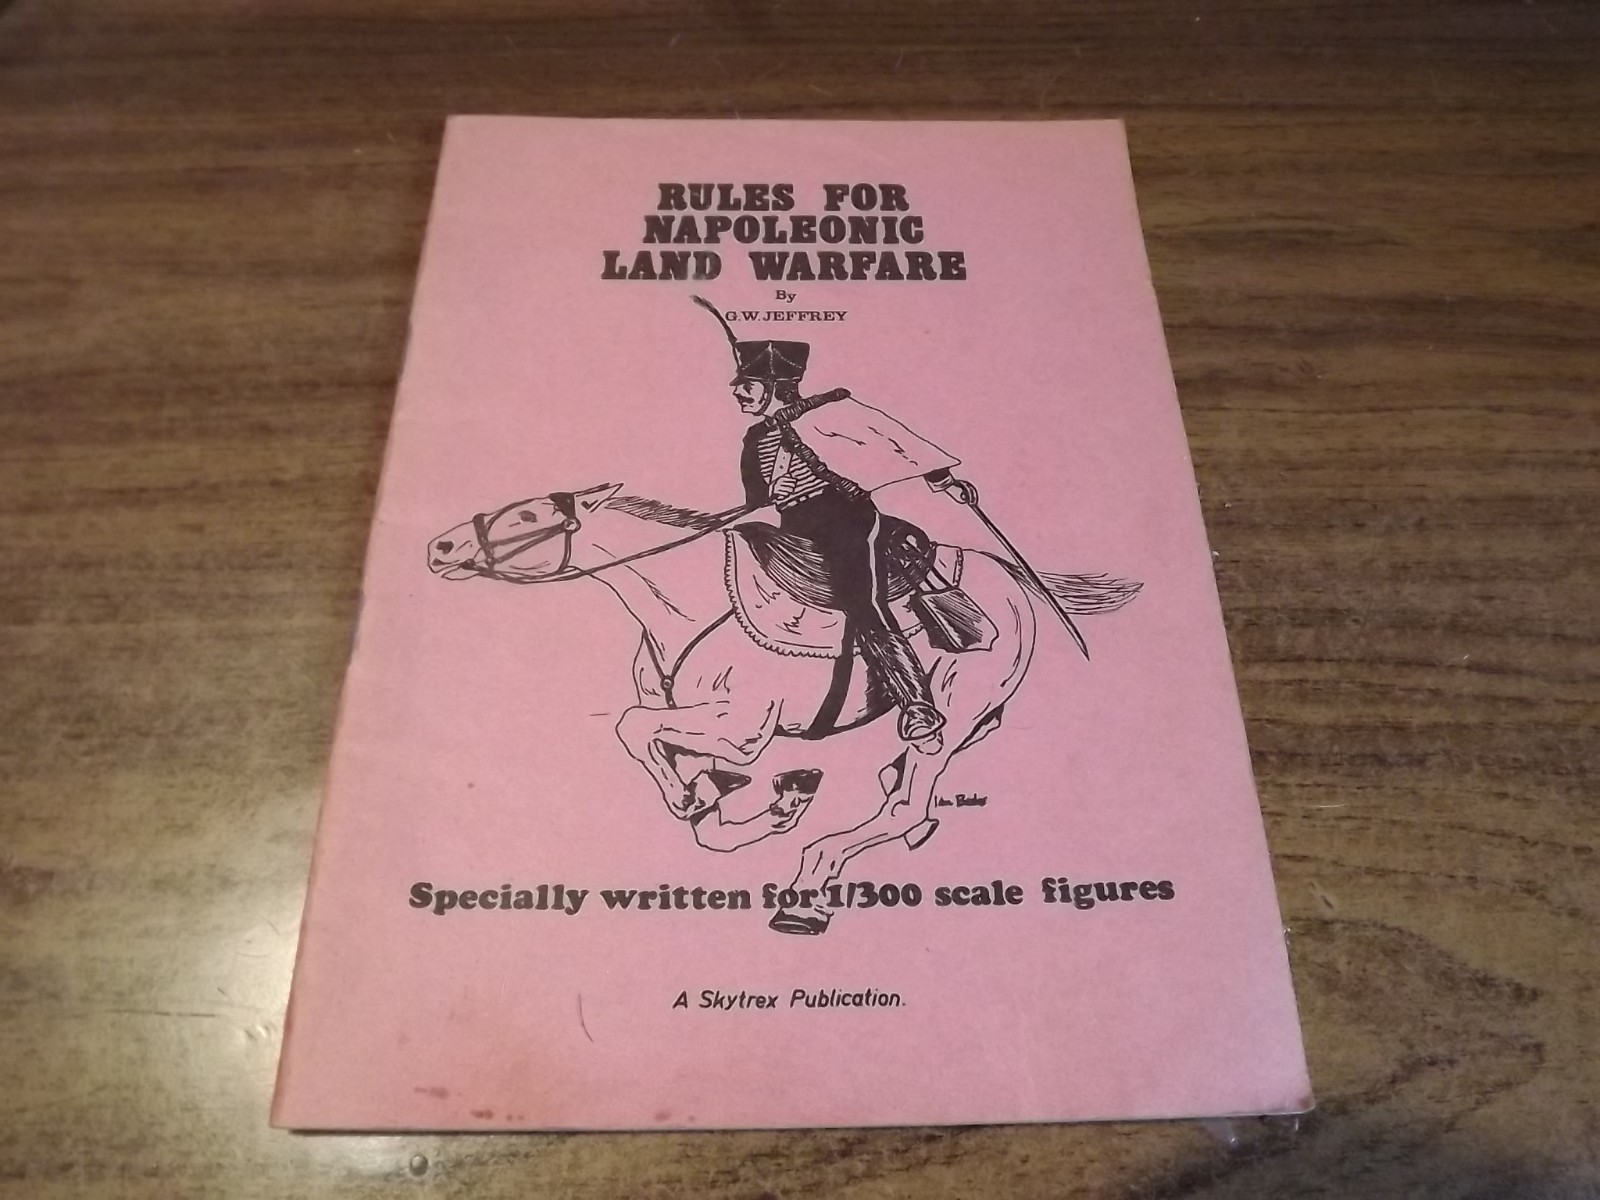 RULES FOR
NAPOLEONIC
LAND WARFARE
By
G.W.JEFFREY
Specially written for 1/300 scale figures
A Skytrex Publication.